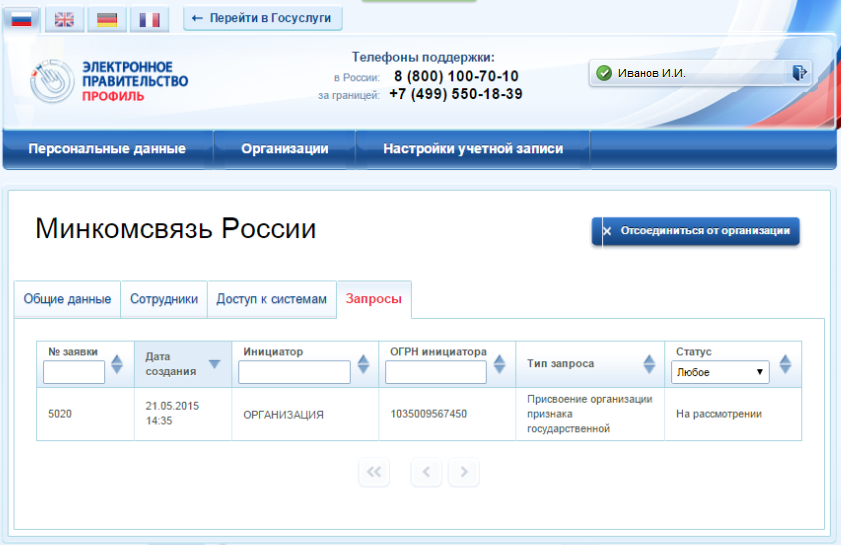 ← Перейти в Госуслуги
ЭЛЕКТРОННОЕ
ПРАВИТЕЛЬСТВО
ПРОФИЛЬ
Телефоны поддержки:
в России: 8 (800) 100-70-10
за границей: +7 (499) 550-18-39
Иванов И.И.
Персональные данные Организации Настройки учетной записи
Минкомсвязь России
× Отсоединиться от организации
Общие данные Сотрудники Доступ к системам Запросы
№ заявки
Дата
создания
Инициатор
ОГРН инициатора
Тип запроса
Статус
Любое
5020
21.05.2015
14:35
ОРГАНИЗАЦИЯ
1035009567450
Присвоение организации
признака
государственной
На рассмотрении